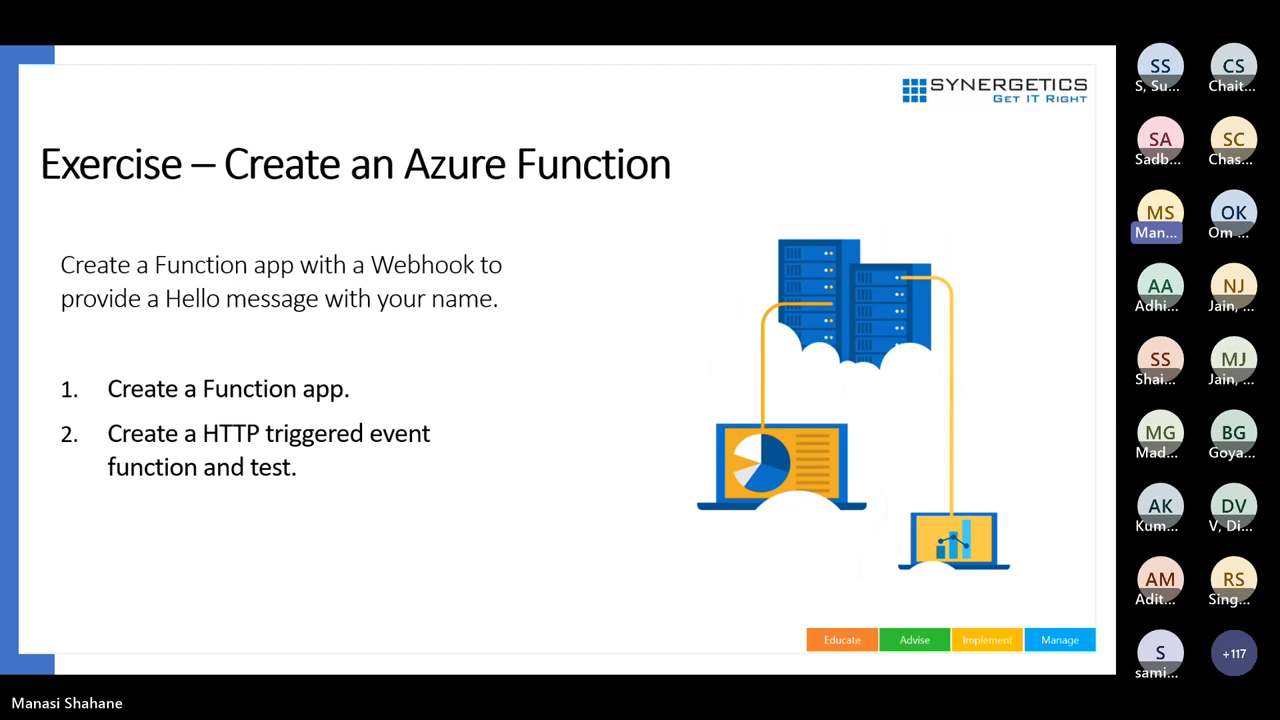 SYNERGETICS
GET IT RIGHT
Exercise – Create an Azure Function
Create a Function app with a Webhook to
provide a Hello message with your name.
1. Create a Function app.
2. Create a HTTP triggered event
function and test.
Educate Advise Implement Manage
Manasi Shahane
SS CS
S, Su... Chait...
SA SC
Sadb... Chas...
MS OK
Man... Om ...
AA NJ
Adhi... Jain, ...
SS MJ
Shai... Jain, ...
MG BG
Mad... Goya...
AK DV
Kum... V, Di...
AM RS
Adit... Sing...
S +117
sami...